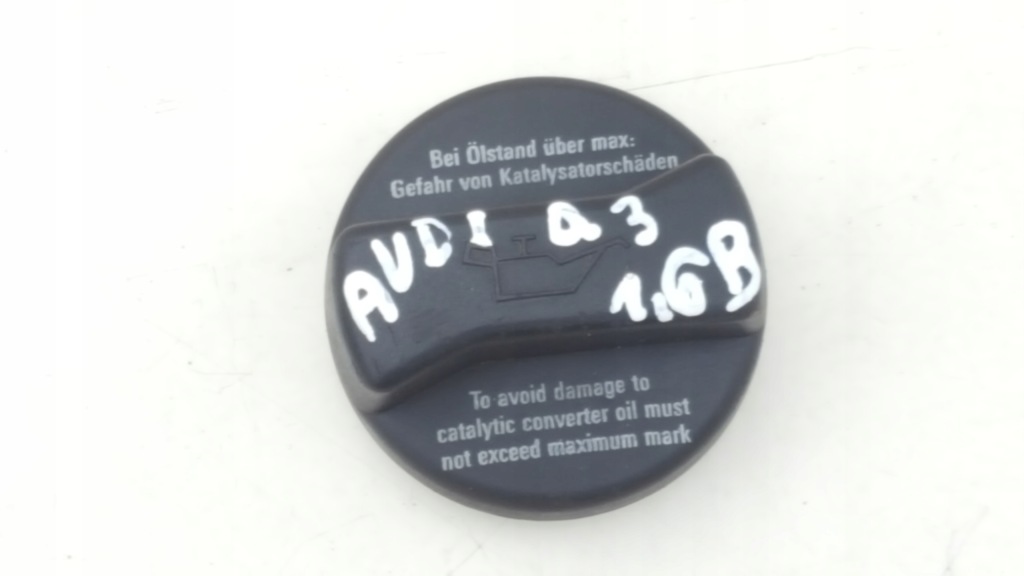 Bei Ölstand über max:
Gefahr von Katalysatorschäden
AUDI a 3
1.6B
To avoid damage to
catalytic converter oil must
not exceed maximum mark